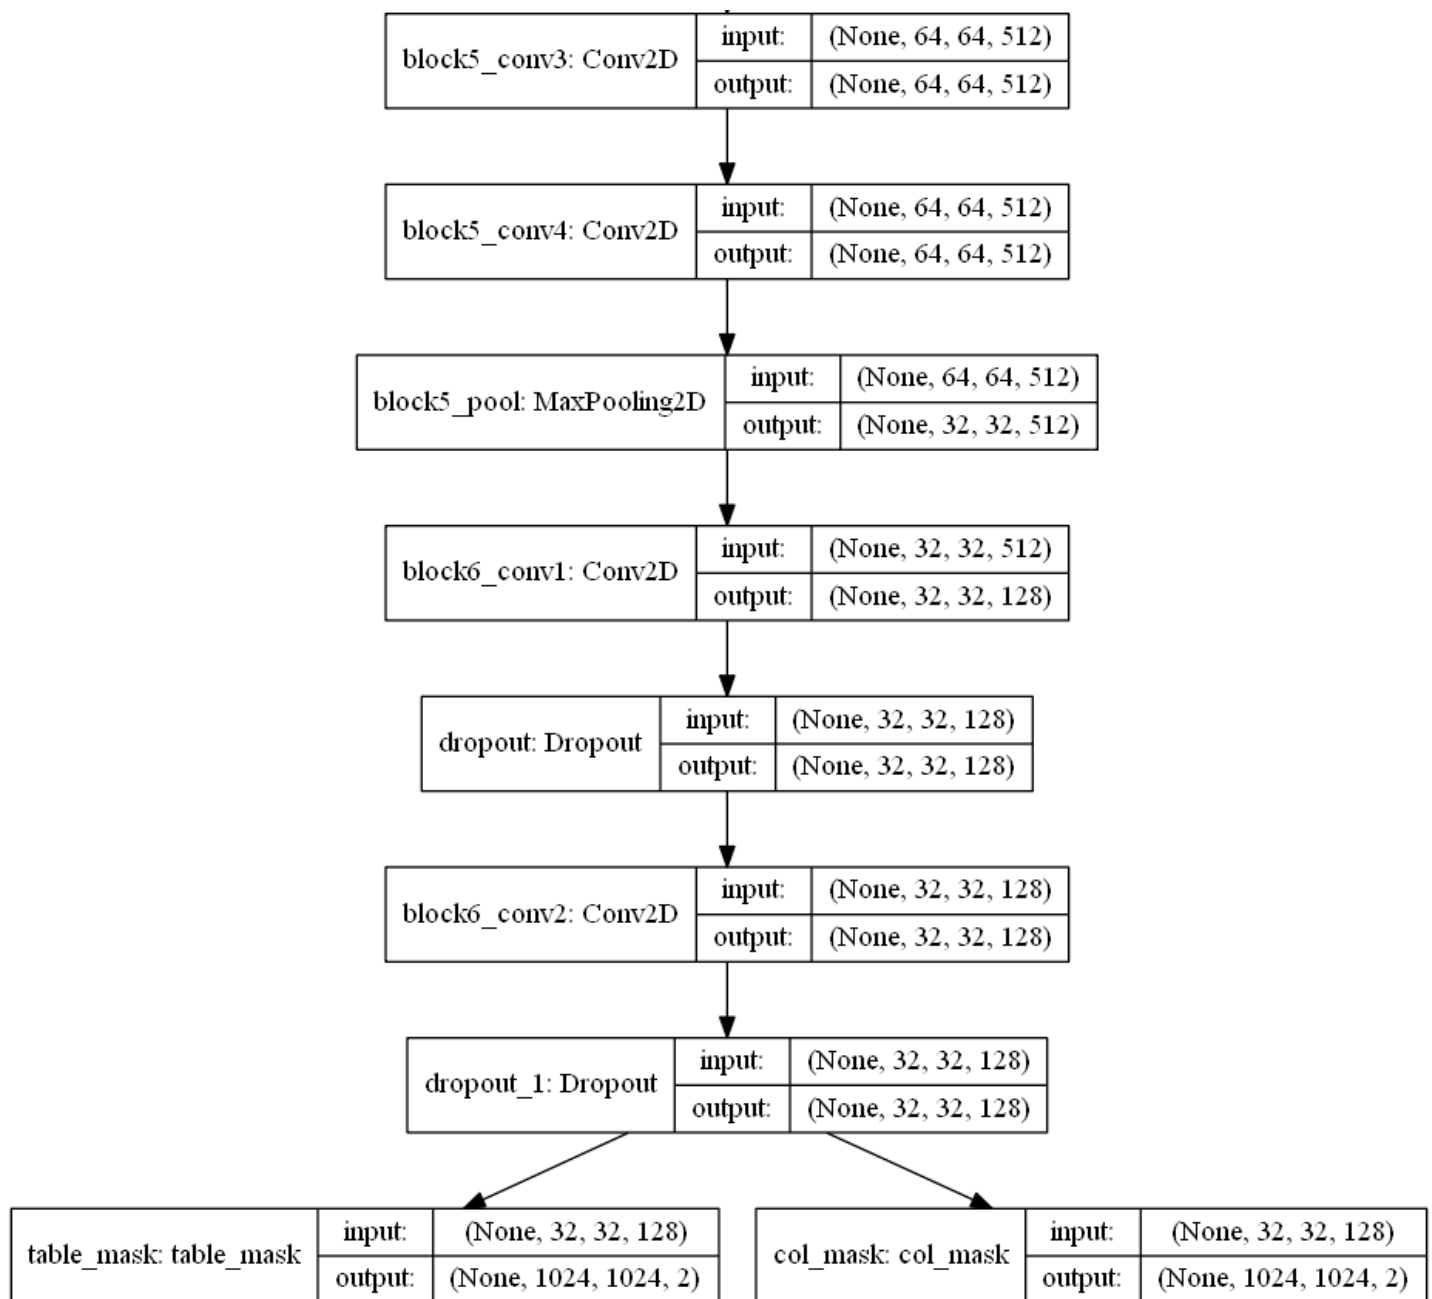 block5_conv3: Conv2D
input: (None, 64, 64, 512)
output: (None, 64, 64, 512)
block5_conv4: Conv2D
input: (None, 64, 64, 512)
output: (None, 64, 64, 512)
block5_pool: MaxPooling2D
input: (None, 64, 64, 512)
output: (None, 32, 32, 512)
block6_conv1: Conv2D
input: (None, 32, 32, 512)
output: (None, 32, 32, 128)
dropout: Dropout
input: (None, 32, 32, 128)
output: (None, 32, 32, 128)
block6_conv2: Conv2D
input: (None, 32, 32, 128)
output: (None, 32, 32, 128)
dropout_1: Dropout
input: (None, 32, 32, 128)
output: (None, 32, 32, 128)
table_mask: table_mask
input: (None, 32, 32, 128)
output: (None, 1024, 1024, 2)
col_mask: col_mask
input: (None, 32, 32, 128)
output: (None, 1024, 1024, 2)